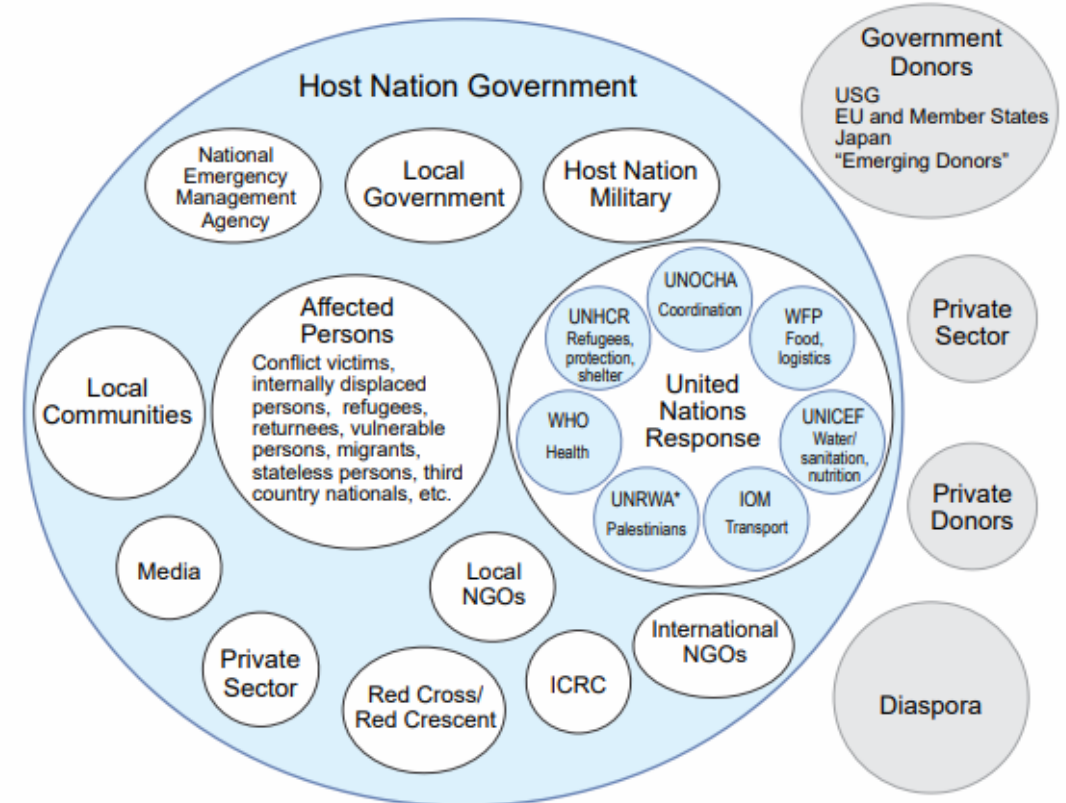 Host Nation Government
National
Emergency
Management
Agency
Local
Government
Host Nation
Military
Affected
Persons
Conflict victims,
internally displaced
persons, refugees,
returnees, vulnerable
persons, migrants,
stateless persons, third
country nationals, etc.
Local
Communities
UNOCHA
Coordination
UNHCR
Refugees,
protection,
shelter
WFP
Food,
logistics
United
Nations
Response
WHO
Health
UNICEF
Water/
sanitation,
nutrition
UNRWA*
Palestinians
IOM
Transport
Media
Local
NGOs
Private
Sector
Red Cross/
Red Crescent
ICRC
International
NGOs
Government
Donors
USG
EU and Member States
Japan
“Emerging Donors”
Private
Sector
Private
Donors
Diaspora